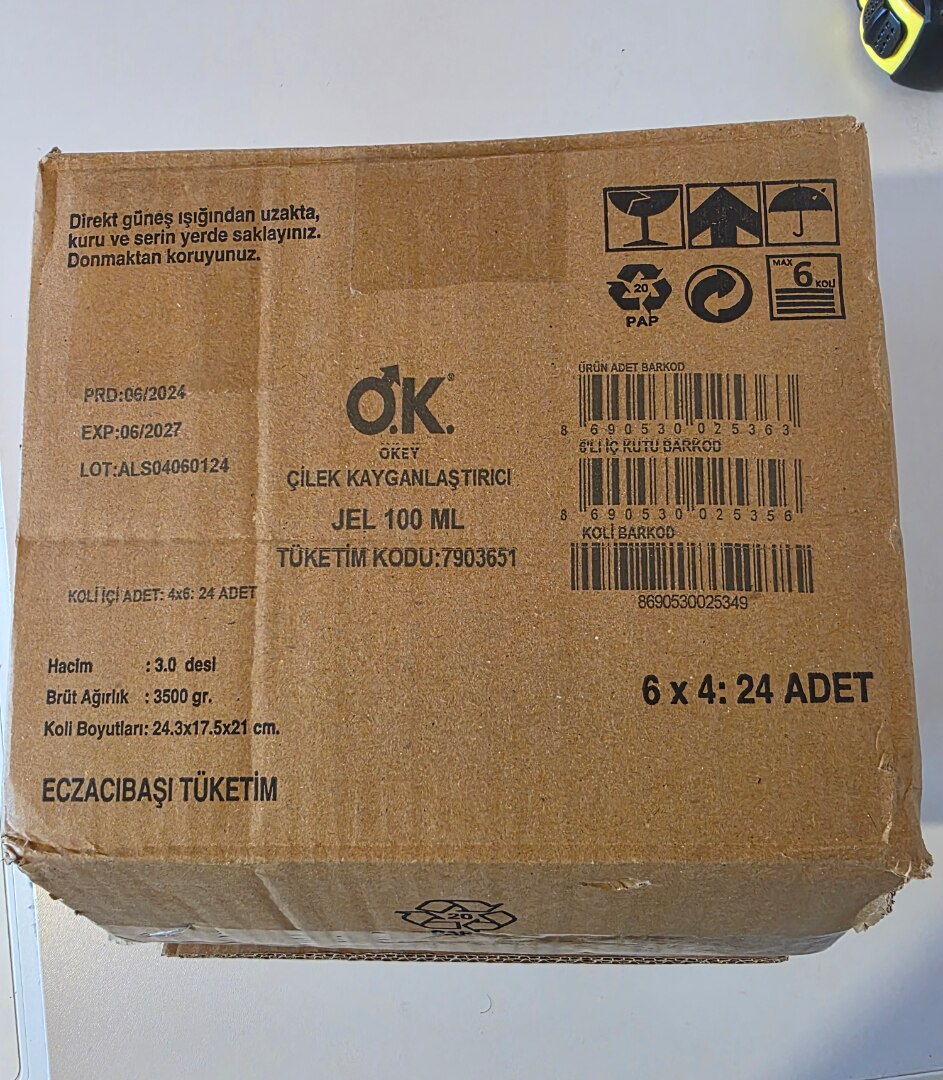 Direkt güneş ışığından uzakta,
kuru ve serin yerde saklayınız.
Donmaktan koruyunuz.
20
PAP
MAX
6 KOLİ
PRD:06/2024
EXP:06/2027
LOT:ALS04060124
KOLİ İÇİ ADET: 4x6: 24 ADET
O.K.®
OKEY
ÇİLEK KAYGANLAŞTIRICI
JEL 100 ML
TÜKETİM KODU:7903651
ÜRÜN ADET BARKOD
8 690530 025363
6'LI İÇ KUTU BARKOD
8 690530 025356
KOLİ BARKOD
8690530025349
6 x 4: 24 ADET
Hacim : 3.0 desi
Brüt Ağırlık : 3500 gr.
Koli Boyutları: 24.3x17.5x21 cm.
ECZACIBAŞI TÜKETİM
20
PAP